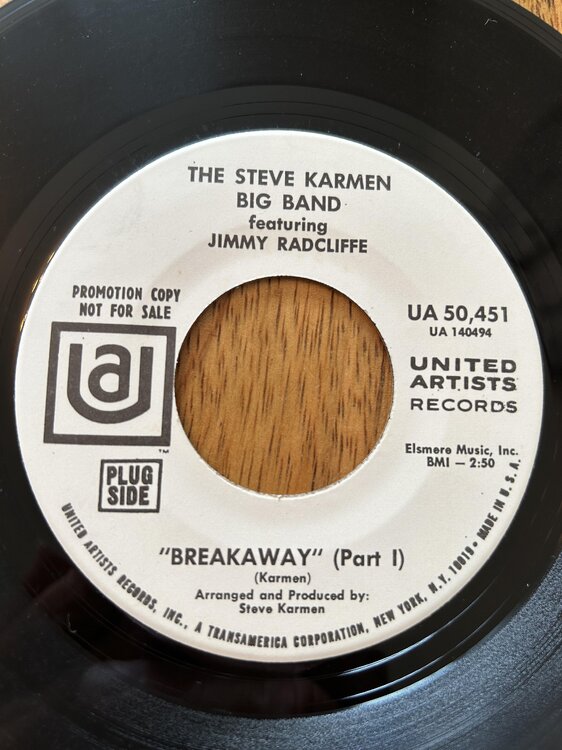 THE STEVE KARMEN
BIG BAND
featuring
JIMMY RADCLIFFE
PROMOTION COPY
NOT FOR SALE
UA
TM
PLUG
SIDE
UA 50,451
UA 140494
UNITED
ARTISTS
RECORDS
Elsmere Music, Inc.
BMI — 2:50
"BREAKAWAY" (Part I)
(Karmen)
Arranged and Produced by:
Steve Karmen
UNITED ARTISTS RECORDS, INC., A TRANSAMERICA CORPORATION, NEW YORK, N.Y. 10019 • MADE IN U.S.A.